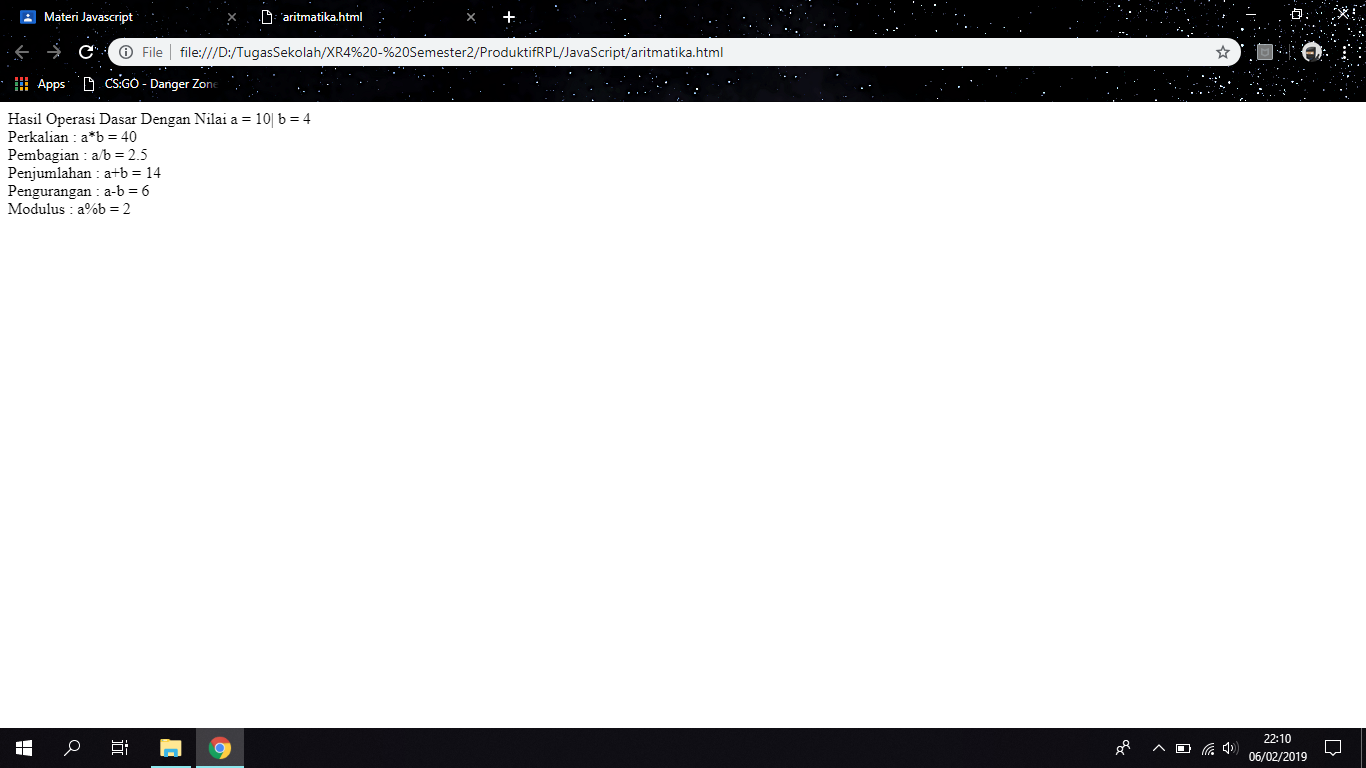 Materi Javascript
aritmatika.html
File
file:///D:/TugasSekolah/XR4%20-%20Semester2/ProduktifRPL/JavaScript/aritmatika.html
Apps
CS:GO - Danger Zone
Hasil Operasi Dasar Dengan Nilai a = 10| b = 4
Perkalian : a*b = 40
Pembagian : a/b = 2.5
Penjumlahan : a+b = 14
Pengurangan : a-b = 6
Modulus : a%b = 2
22:10
06/02/2019